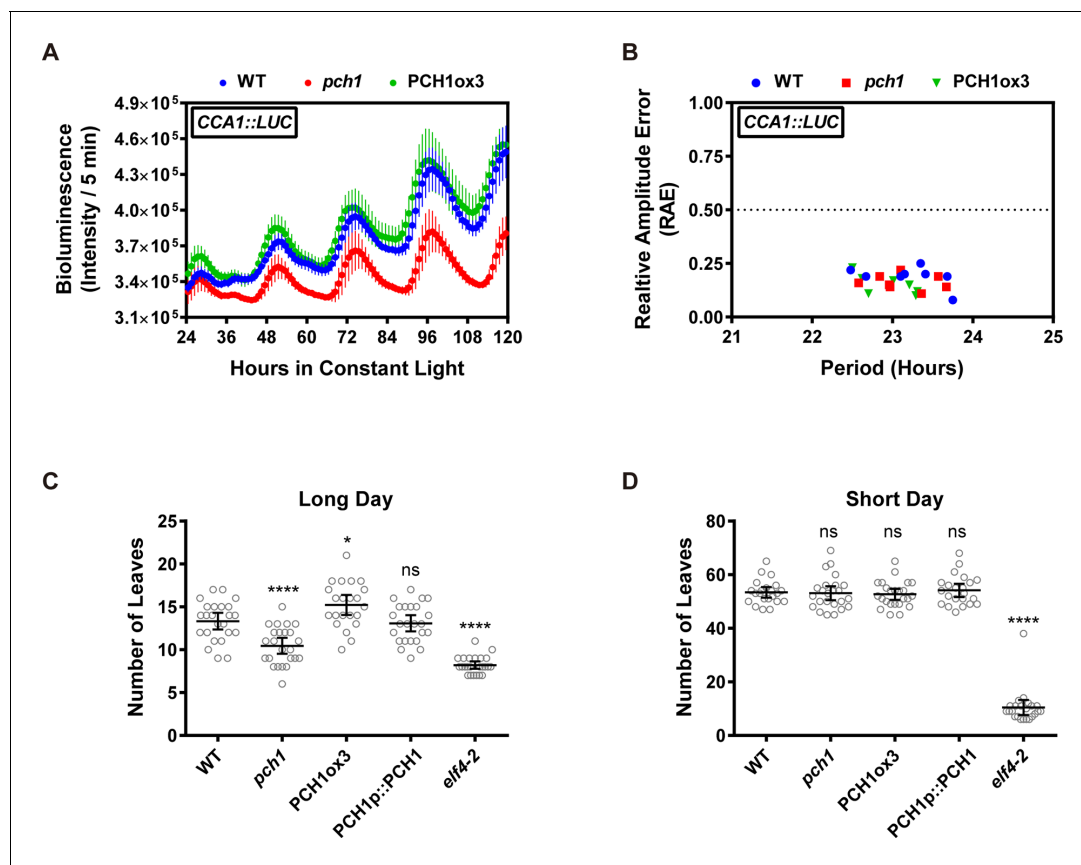 A
WT pch1 PCH1ox3
CCA1::LUC
Bioluminescence
(Intensity / 5 min)
4.9×10⁵
4.6×10⁵
4.3×10⁵
4.0×10⁵
3.7×10⁵
3.4×10⁵
3.1×10⁵
24 36 48 60 72 84 96 108 120
Hours in Constant Light
B
WT pch1 PCH1ox3
CCA1::LUC
Realtive Amplitude Error
(RAE)
1.00
0.75
0.50
0.25
0.00
21 22 23 24 25
Period (Hours)
C
Long Day
Number of Leaves
25
20
15
10
5
0
**** * ns ****
WT pch1 PCH1ox3 PCH1p::PCH1 elf4-2
D
Short Day
Number of Leaves
80
60
40
20
0
ns ns ns ****
WT pch1 PCH1ox3 PCH1p::PCH1 elf4-2